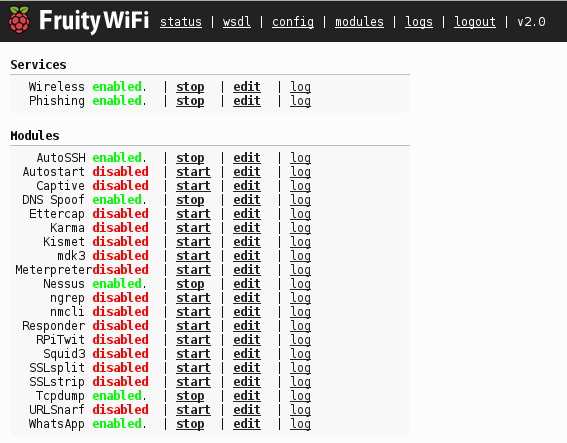 FruityWiFi status | wsdl | config | modules | logs | logout | v2.0
Services
Wireless enabled. | stop | edit | log
Phishing enabled. | stop | edit | log
Modules
AutoSSH enabled. | stop | edit | log
Autostart disabled | start | edit | log
Captive disabled | start | edit | log
DNS Spoof enabled. | stop | edit | log
Ettercap disabled | start | edit | log
Karma disabled | start | edit | log
Kismet disabled | start | edit | log
mdk3 disabled | start | edit | log
Meterpreter disabled | start | edit | log
Nessus enabled. | stop | edit | log
ngrep disabled | start | edit | log
nmcli disabled | start | edit | log
Responder disabled | start | edit | log
RPiTwit disabled | start | edit | log
Squid3 disabled | start | edit | log
SSLsplit disabled | start | edit | log
SSLstrip disabled | start | edit | log
Tcpdump enabled. | stop | edit | log
URLSnarf disabled | start | edit | log
WhatsApp enabled. | stop | edit | log